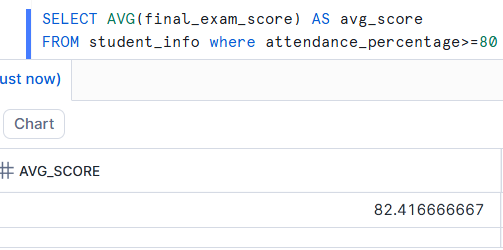 SELECT AVG(final_exam_score) AS avg_score
FROM student_info where attendance_percentage>=80
ust now)
Chart
# AVG_SCORE
82.416666667